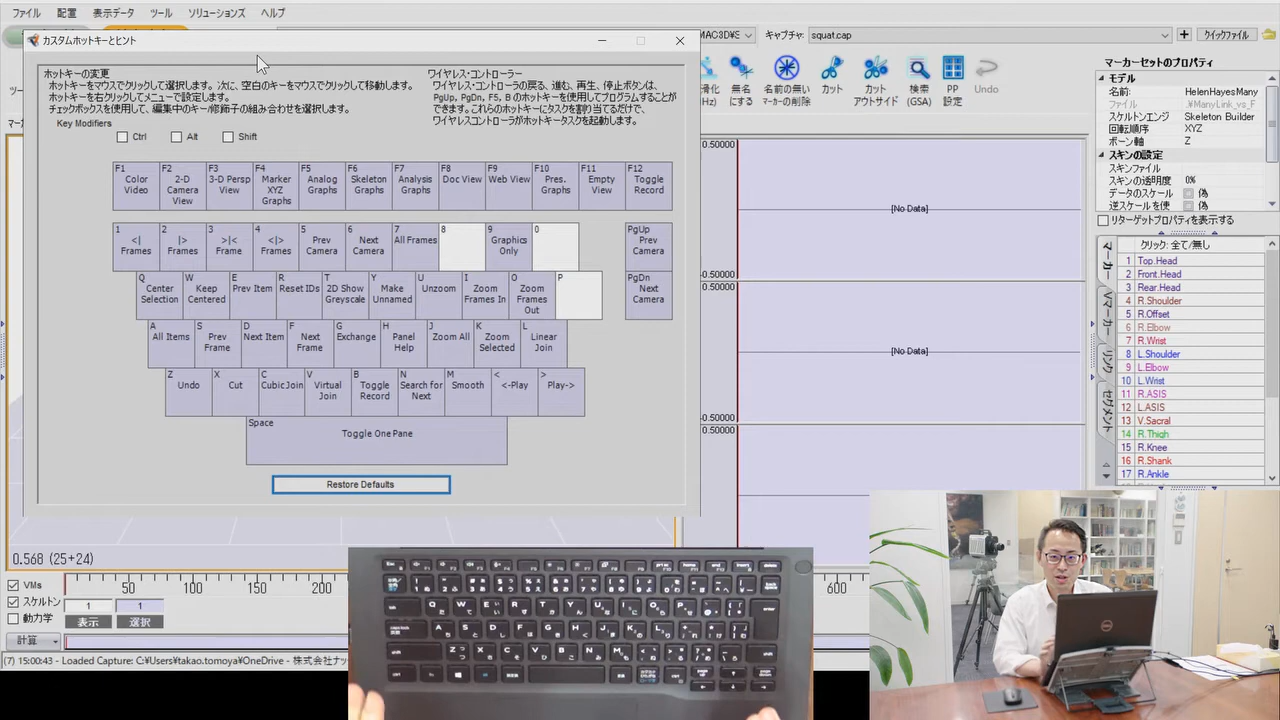 ファイル 配置 表示データ ツール ソリューションズ ヘルプ
カスタムホットキーとヒント
MAC3D¥S
キャプチャ:
squat.cap
クイックファイル
ホットキーの変更
ホットキーをマウスでクリックして選択します。次に、空白のキーをマウスでクリックして移動します。
ホットキーを右クリックしてメニューで設定します。
チェックボックスを使用して、編集中のキー/修飾子の組み合わせを選択します。
Key Modifiers
Ctrl Alt Shift
ワイヤレス・コントローラー
ワイヤレス・コントローラの戻る、進む、再生、停止ボタンは、
PgUp, PgDn, F5, B のホットキーを使用してプログラムすることが
できます。これらのホットキーにタスクを割り当てるだけで、
ワイヤレスコントローラがホットキータスクを起動します。
F1 Color Video
F2 2-D Camera View
F3 3-D Persp View
F4 Marker XYZ Graphs
F5 Analog Graphs
F6 Skeleton Graphs
F7 Analysis Graphs
F8 Doc View
F9 Web View
F10 Pres. Graphs
F11 Empty View
F12 Toggle Record
1 <| Frames
2 |> Frames
3 >|< Frame
4 <|> Frames
5 Prev Camera
6 Next Camera
7 All Frames
8
9 Graphics Only
0
PgUp Prev Camera
Q Center Selection
W Keep Centered
E Prev Item
R Reset IDs
T 2D Show Greyscale
Y Make Unnamed
U Unzoom
I Zoom Frames In
O Zoom Frames Out
P
PgDn Next Camera
A All Items
S Prev Frame
D Next Item
F Next Frame
G Exchange
H Panel Help
J Zoom All
K Zoom Selected
L Linear Join
Z Undo
X Cut
C CubicJoin
V Virtual Join
B Toggle Record
N Search for Next
M Smooth
< <-Play
> Play->
Space
Toggle One Pane
Restore Defaults
無名にする
名前の無いマーカーの削除
カット
カットアウトサイド
検索(GSA)
PP設定
Undo
0.50000
[No Data]
-0.50000
0.50000
[No Data]
-0.50000
0.50000
マーカーセットのプロパティ
モデル
名前: HelenHayesMany
ファイル .¥ManyLink_vs_F
スケルトンエンジ Skeleton Builder
回転順序 XYZ
ボーン軸 Z
スキンの設定
スキンファイル
スキンの透明度 0%
データのスケール 偽
逆スケールを使 偽
リターゲットプロパティを表示する
マーカー
Vマーカー
リンク
セグメント
クリック: 全て/無し
1 Top.Head
2 Front.Head
3 Rear.Head
4 R.Shoulder
5 R.Offset
6 R.Elbow
7 R.Wrist
8 L.Shoulder
9 L.Elbow
10 L.Wrist
11 R.ASIS
12 L.ASIS
13 V.Sacral
14 R.Thigh
15 R.Knee
16 R.Shank
17 R.Ankle
0.568 (25+24)
VMs
スケルトン
動力学
計算
50 100 150 200
600
1 1
表示 選択
(7) 15:00:43 - Loaded Capture: C:¥Users¥takao.tomoya¥OneDrive - 株式会社ナッ
DELL